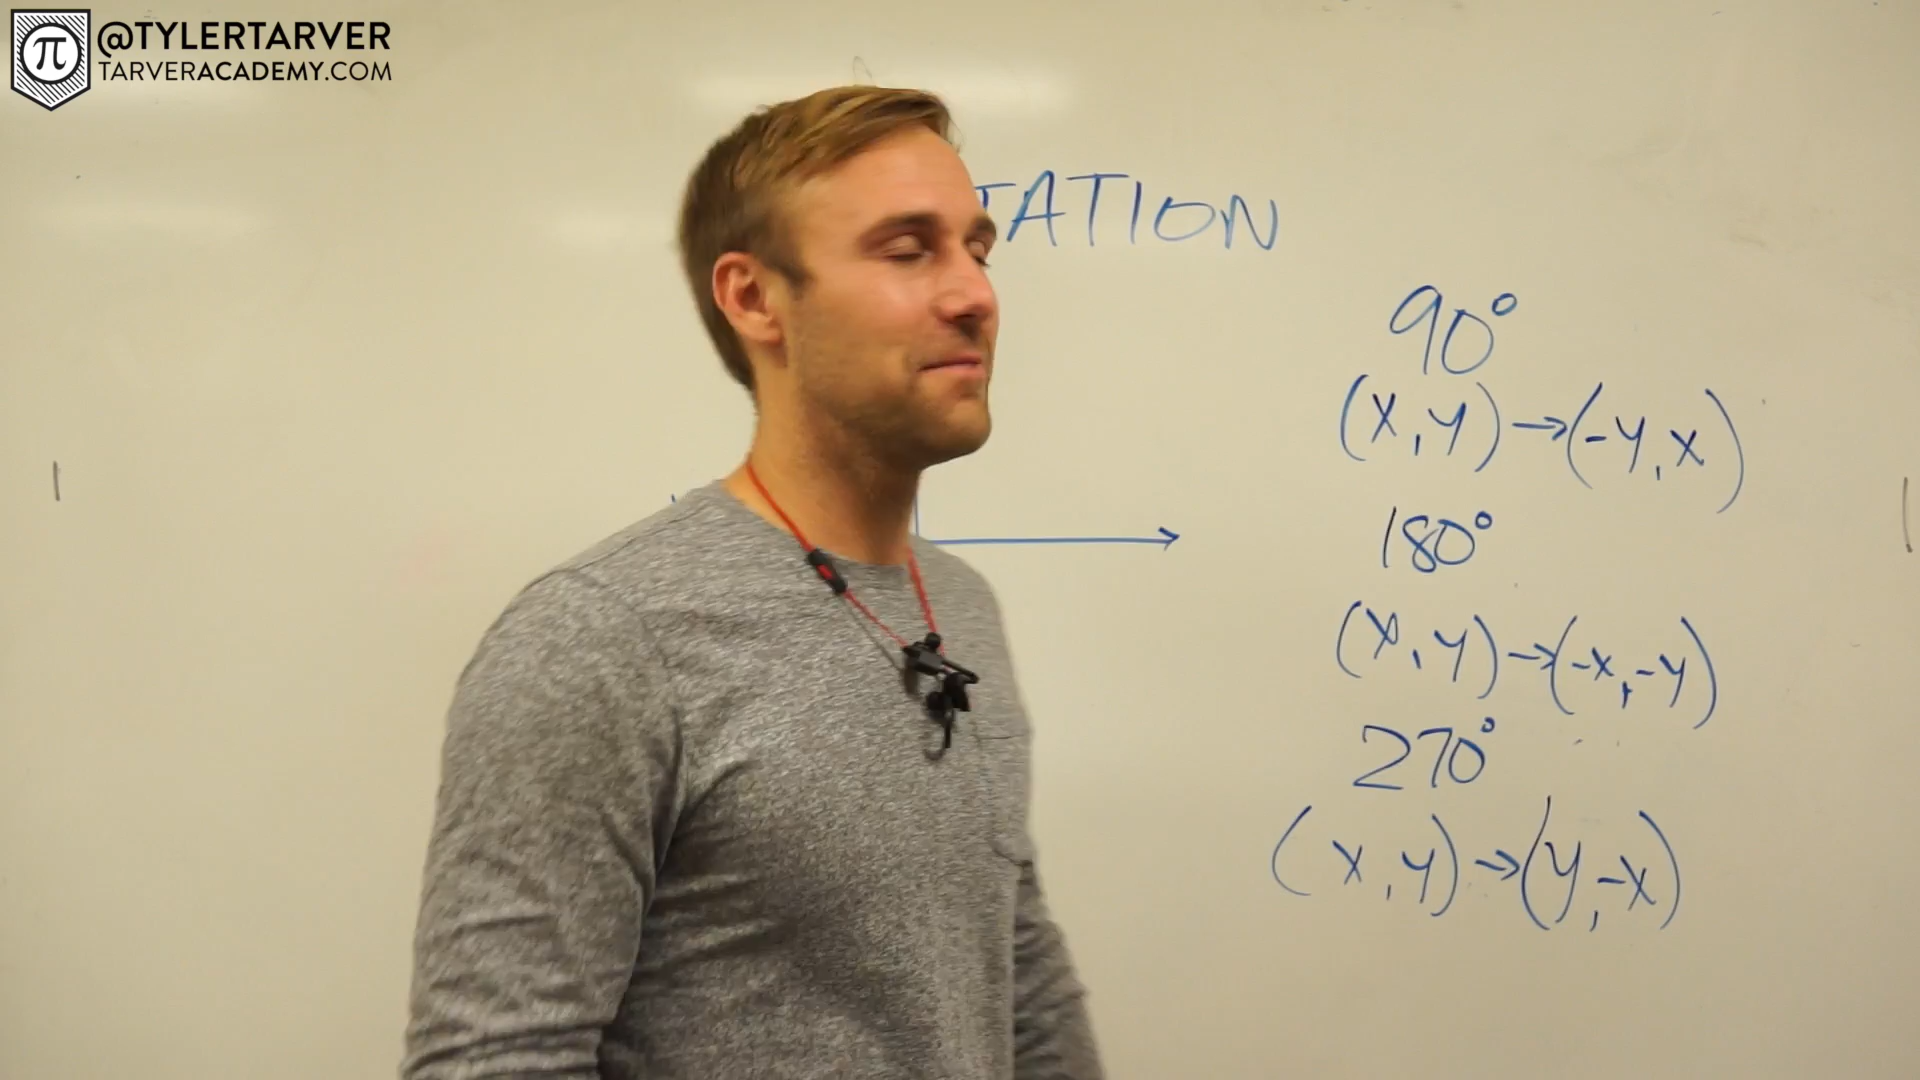 @TYLERTARVER
TARVERACADEMY.COM
TATION
90°
(x,y)→(-y,x)
180°
(x,y)→(-x,-y)
270°
(x,y)→(y,-x)